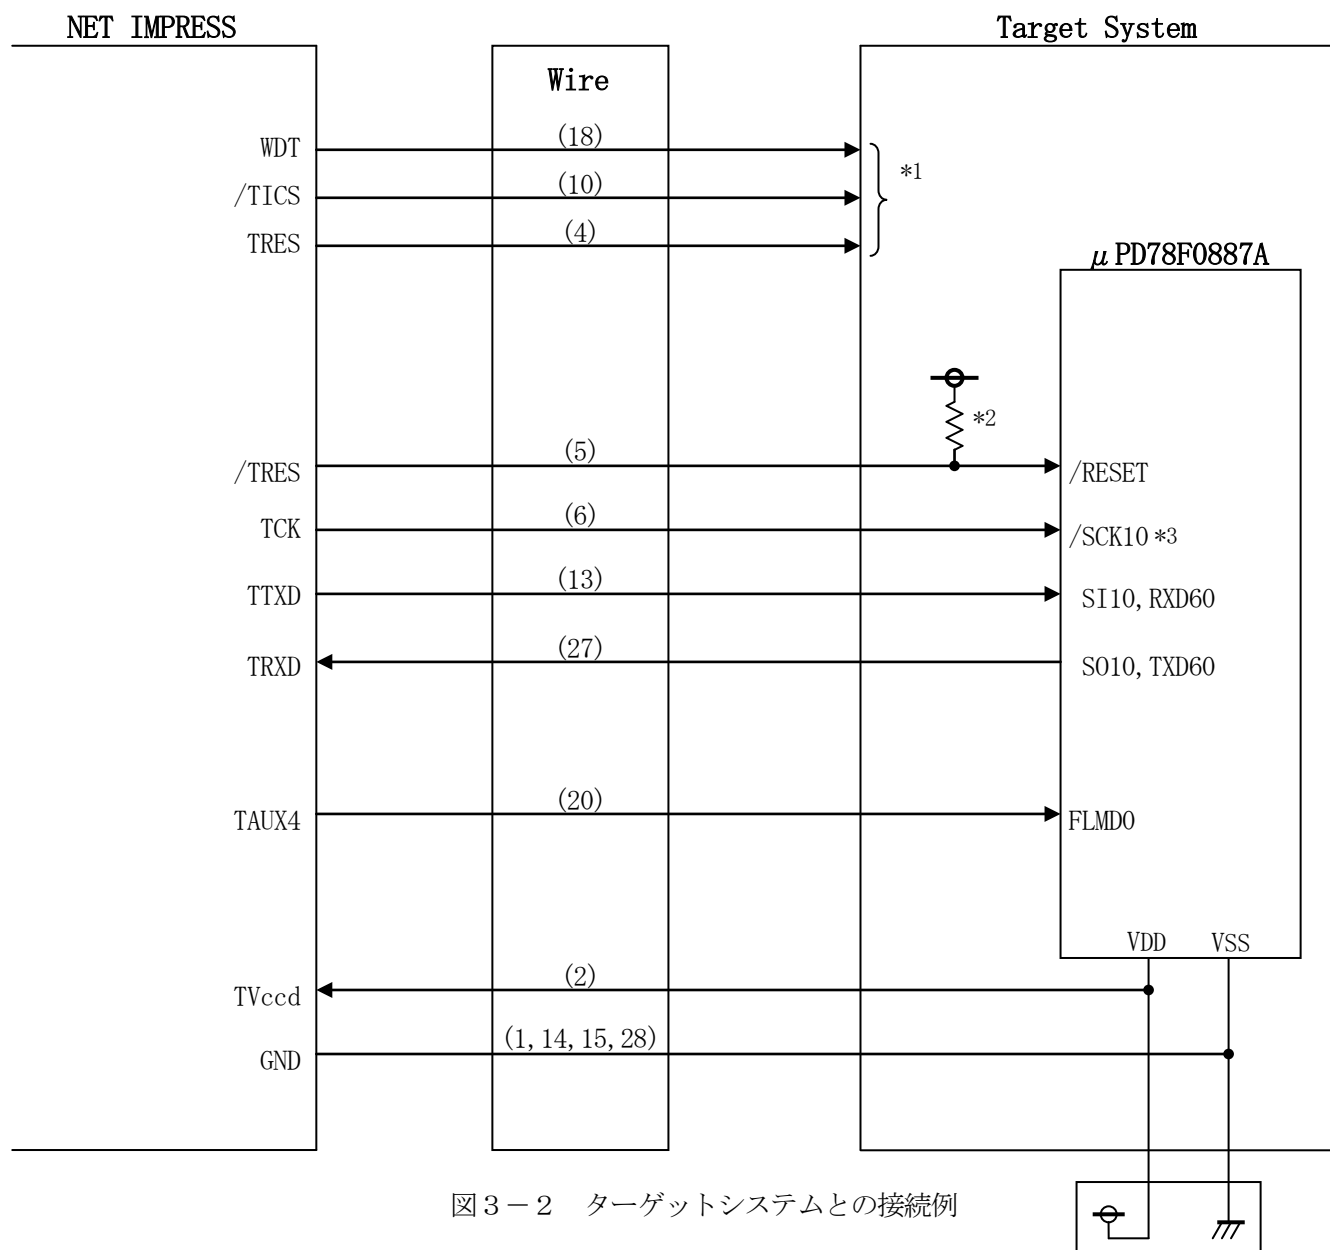 NET IMPRESS
Target System
Wire
WDT
(18)
*1
/TICS
(10)
TRES
(4)
μPD78F0887A
*2
/TRES
(5)
/RESET
TCK
(6)
/SCK10 *3
TTXD
(13)
SI10, RXD60
TRXD
(27)
SO10, TXD60
TAUX4
(20)
FLMD0
VDD
VSS
TVccd
(2)
GND
(1, 14, 15, 28)
図3－2 ターゲットシステムとの接続例